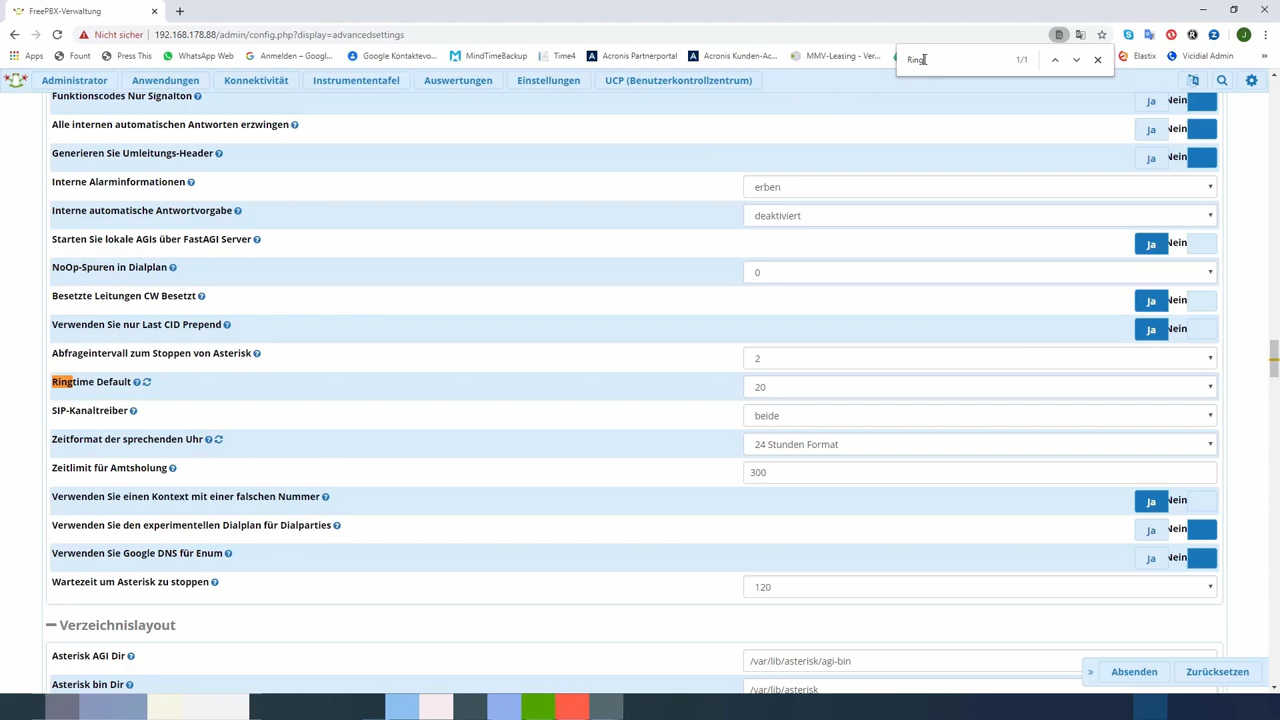 FreePBX-Verwaltung
Nicht sicher 192.168.178.88/admin/config.php?display=advancedsettings
Apps Fount Press This WhatsApp Web Anmelden – Googl... Google Kontaktevo... MindTimeBackup: Time4 Acronis Partnerportal Acronis Kunden-Ac... MMV-Leasing - Ver... Elastix Vicidial Admin »
Ring 1/1
Administrator Anwendungen Konnektivität Instrumententafel Auswertungen Einstellungen UCP (Benutzerkontrollzentrum)
Funktionscodes Nur Signalton Ja Nein
Alle internen automatischen Antworten erzwingen Ja Nein
Generieren Sie Umleitungs-Header Ja Nein
Interne Alarminformationen erben
Interne automatische Antwortvorgabe deaktiviert
Starten Sie lokale AGIs über FastAGI Server Ja Nein
NoOp-Spuren in Dialplan 0
Besetzte Leitungen CW Besetzt Ja Nein
Verwenden Sie nur Last CID Prepend Ja Nein
Abfrageintervall zum Stoppen von Asterisk 2
Ringtime Default 20
SIP-Kanaltreiber beide
Zeitformat der sprechenden Uhr 24 Stunden Format
Zeitlimit für Amtsholung 300
Verwenden Sie einen Kontext mit einer falschen Nummer Ja Nein
Verwenden Sie den experimentellen Dialplan für Dialparties Ja Nein
Verwenden Sie Google DNS für Enum Ja Nein
Wartezeit um Asterisk zu stoppen 120
Verzeichnislayout
Asterisk AGI Dir /var/lib/asterisk/agi-bin
» Absenden Zurücksetzen
Asterisk bin Dir /var/lib/asterisk